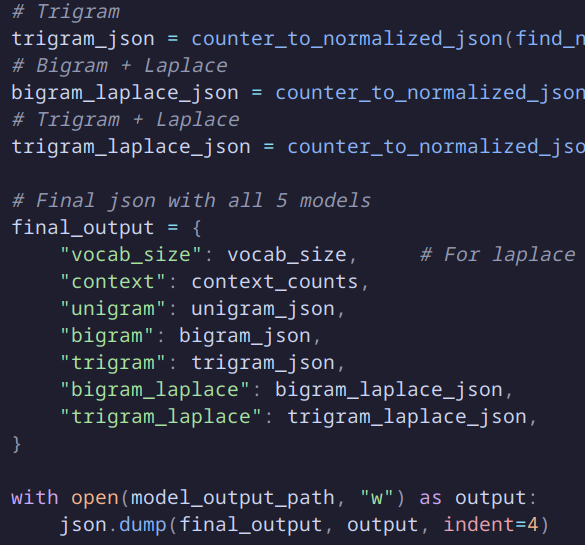 # Trigram
trigram_json = counter_to_normalized_json(find_n
# Bigram + Laplace
bigram_laplace_json = counter_to_normalized_json
# Trigram + Laplace
trigram_laplace_json = counter_to_normalized_jso
# Final json with all 5 models
final_output = {
    "vocab_size": vocab_size,     # For laplace
    "context": context_counts,
    "unigram": unigram_json,
    "bigram": bigram_json,
    "trigram": trigram_json,
    "bigram_laplace": bigram_laplace_json,
    "trigram_laplace": trigram_laplace_json,
}
with open(model_output_path, "w") as output:
    json.dump(final_output, output, indent=4)